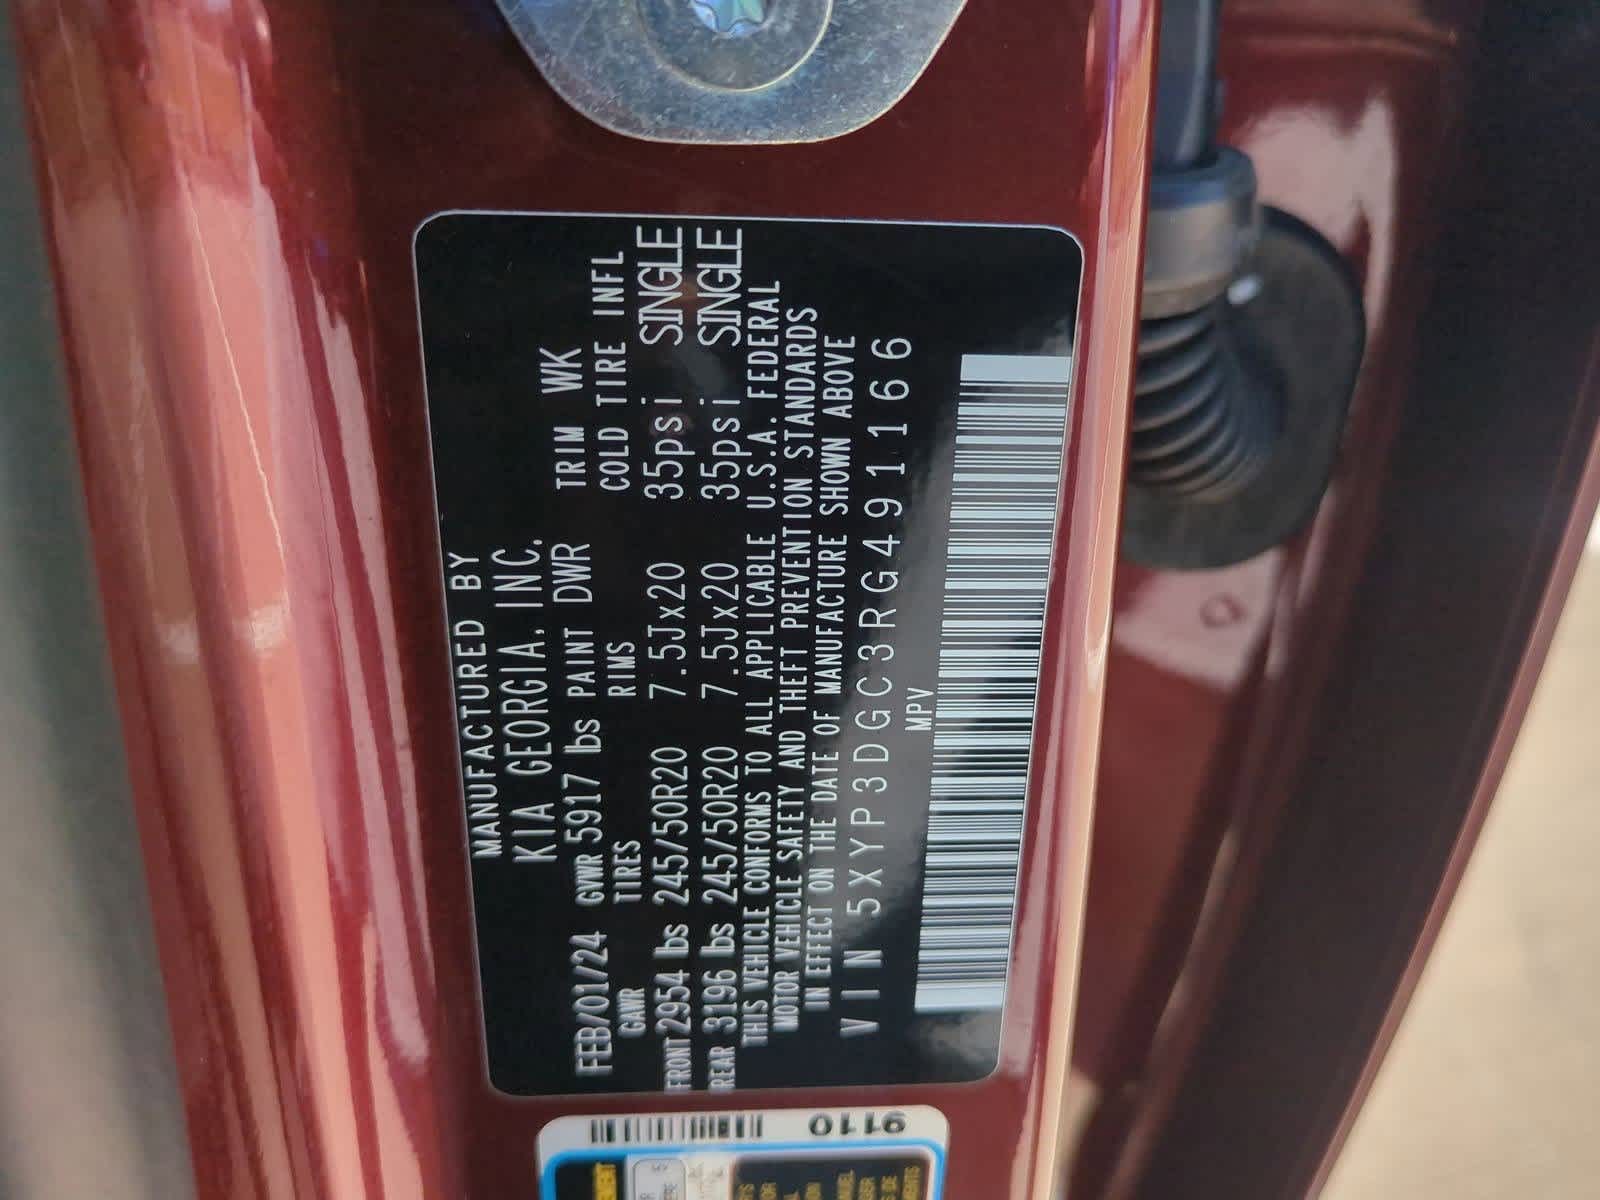 MANUFACTURED BY
KIA GEORGIA, INC.
FEB/01/24 GVWR 5917 lbs PAINT DWR TRIM WK
GAWR TIRES RIMS COLD TIRE INFL
FRONT 2954 lbs 245/50R20 7.5Jx20 35psi SINGLE
REAR 3196 lbs 245/50R20 7.5Jx20 35psi SINGLE
THIS VEHICLE CONFORMS TO ALL APPLICABLE U.S.A. FEDERAL
MOTOR VEHICLE SAFETY AND THEFT PREVENTION STANDARDS
IN EFFECT ON THE DATE OF MANUFACTURE SHOWN ABOVE
VIN 5XYP3DGC3RG491166
MPV
9110